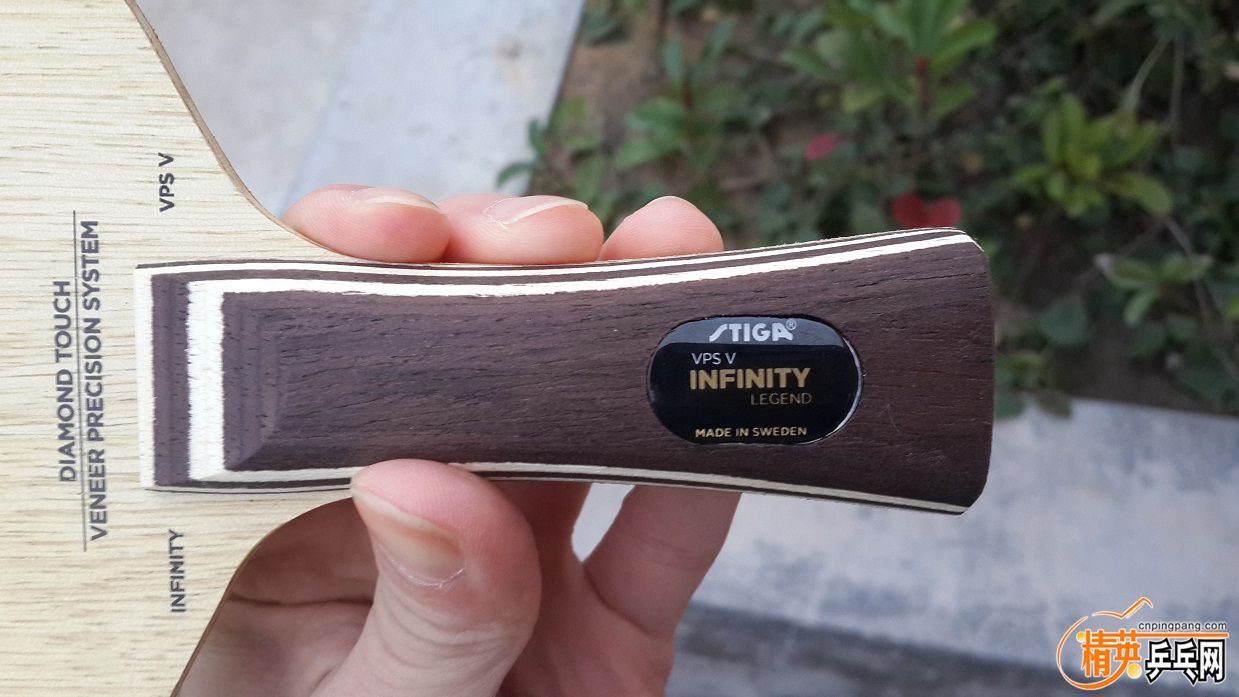 VPS V
DIAMOND TOUCH
VENEER PRECISION SYSTEM
INFINITY
STIGA®
VPS V
INFINITY
LEGEND
MADE IN SWEDEN
cnpingpang.com
精英乒乓网